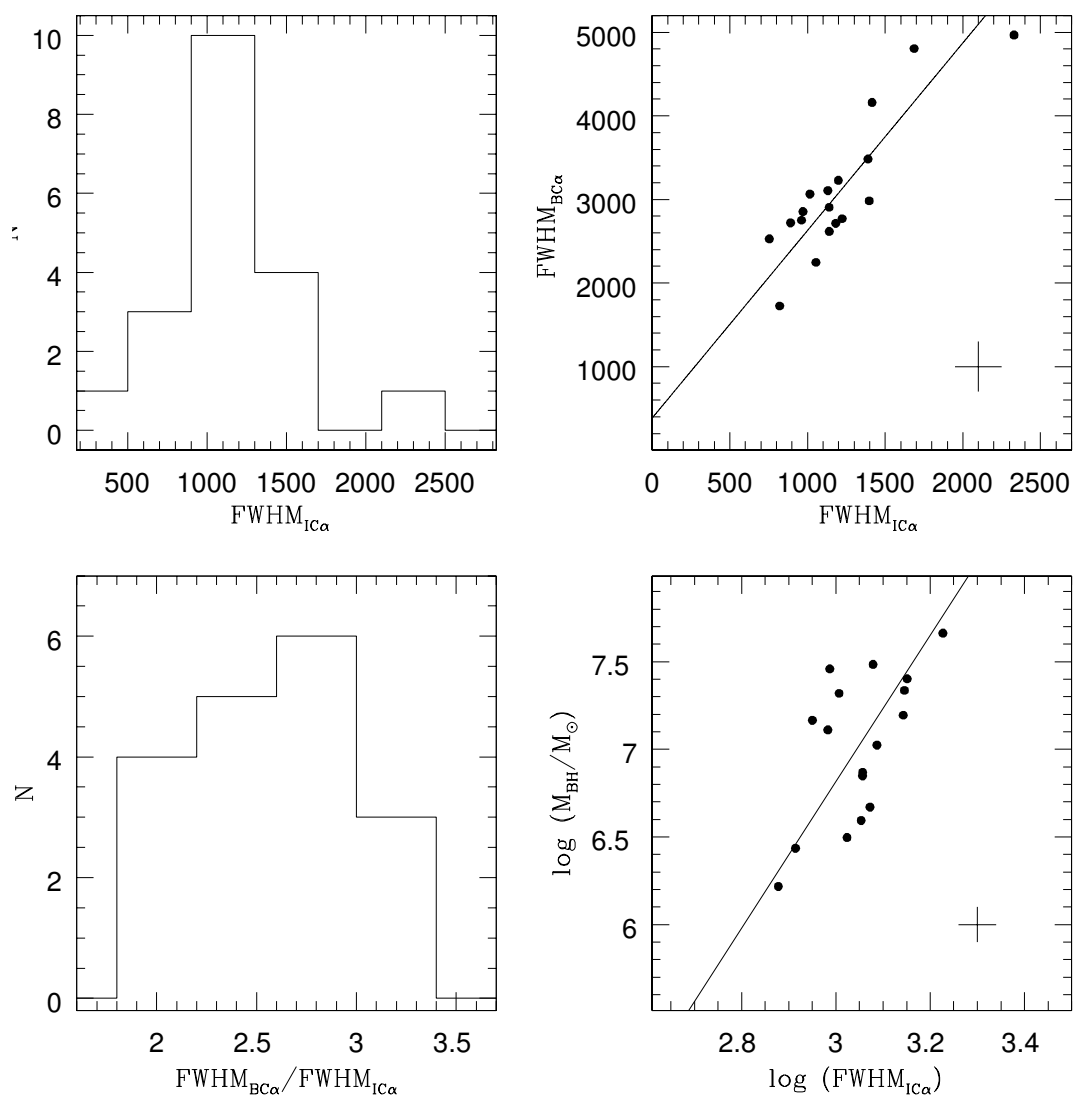 10
8
6
4
2
0
N
500 1000 1500 2000 2500
FWHM_ICα
5000
4000
3000
2000
1000
FWHM_BCα
0 500 1000 1500 2000 2500
FWHM_ICα
6
4
2
0
N
2 2.5 3 3.5
FWHM_BCα/FWHM_ICα
7.5
7
6.5
6
log (M_BH/M_⊙)
2.8 3 3.2 3.4
log (FWHM_ICα)